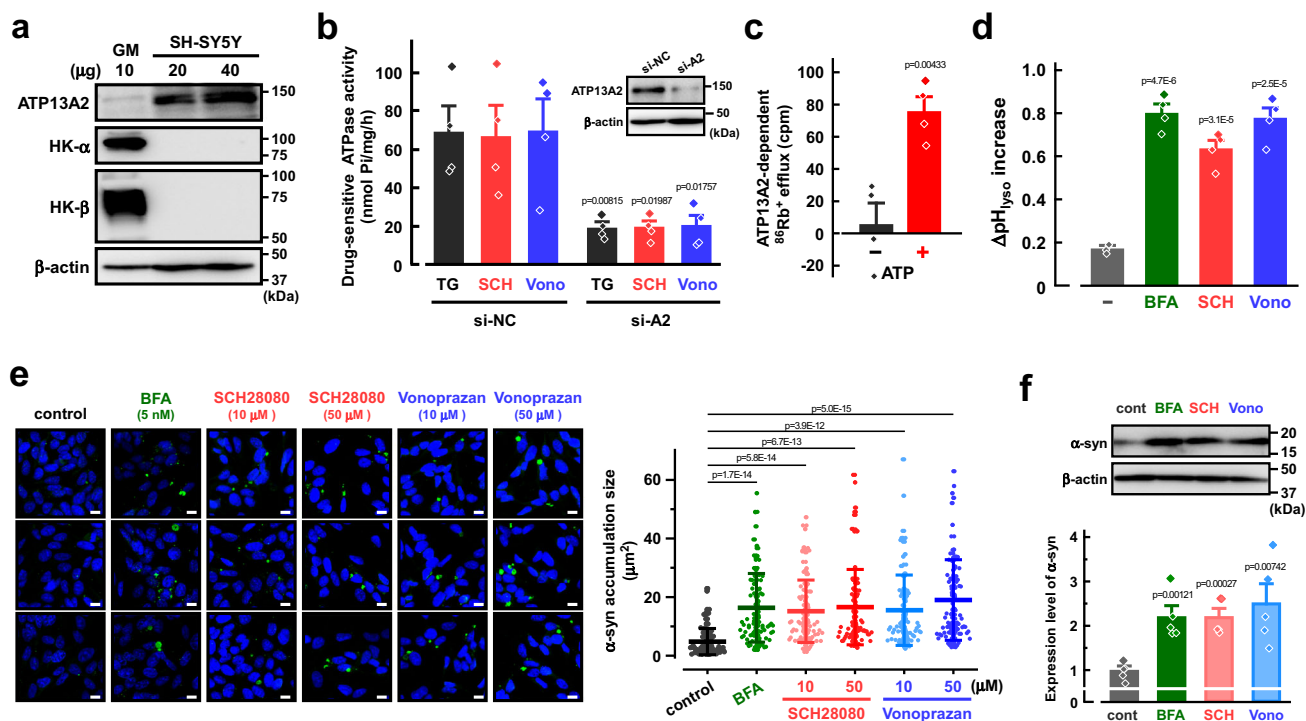 a
GM SH-SY5Y
(μg) 10 20 40
ATP13A2
150
HK-α
100
75
HK-β
100
75
50
β-actin
50
37
(kDa)
b
Drug-sensitive ATPase activity
(nmol Pi/mg/h)
120
100
80
60
40
20
0
si-NC si-A2
ATP13A2
150
β-actin
50
(kDa)
p=0.00815 p=0.01987 p=0.01757
TG SCH Vono TG SCH Vono
si-NC si-A2
c
ATP13A2-dependent
⁸⁶Rb⁺ efflux (cpm)
p=0.00433
100
80
60
40
20
0
-20
− +
ATP
d
ΔpHlyso increase
1.0
0.8
0.6
0.4
0.2
0
p=4.7E-6
p=3.1E-5
p=2.5E-5
− BFA SCH Vono
e
control BFA SCH28080 SCH28080 Vonoprazan Vonoprazan
(5 nM) (10 μM ) (50 μM ) (10 μM ) (50 μM )
α-syn accumulation size
(μm²)
60
40
20
0
p=5.0E-15
p=3.9E-12
p=6.7E-13
p=5.8E-14
p=1.7E-14
control BFA 10 50 10 50 (μM)
SCH28080 Vonoprazan
f
cont BFA SCH Vono
α-syn
20
15
β-actin
50
37
(kDa)
Expression level of α-syn
4
3
2
1
0
p=0.00121
p=0.00027
p=0.00742
cont BFA SCH Vono